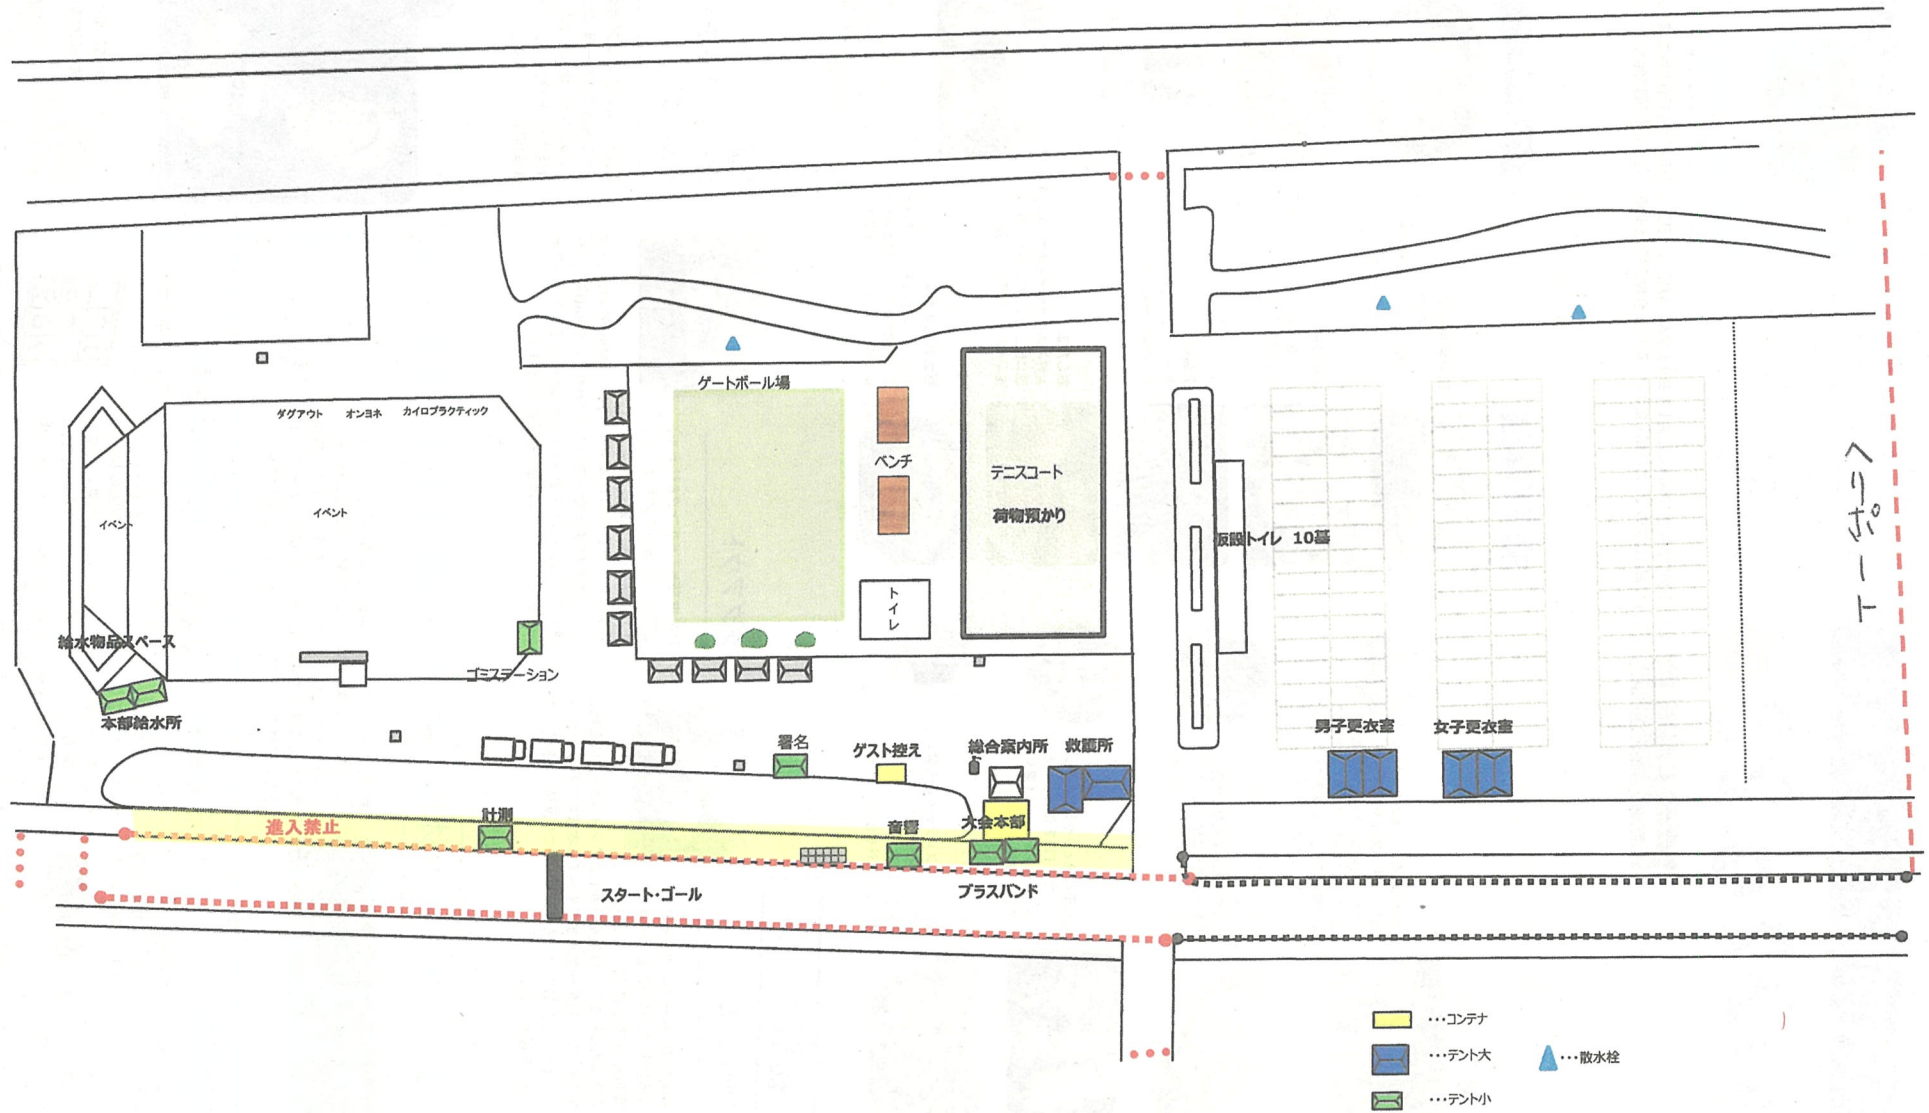 ゲートボール場
ダグアウト　オンヨネ　カイロプラクティック
ベンチ
テニスコート
荷物預かり
イベント
イベント
仮設トイレ 10基
トイレ
給水物品スペース
ゴミステーション
本部給水所
男子更衣室
女子更衣室
署名
ゲスト控え
総合案内所
救護所
計測
進入禁止
音響
大会本部
スタート・ゴール
ブラスバンド
・・・コンテナ
・・・テント大
・・・散水栓
・・・テント小